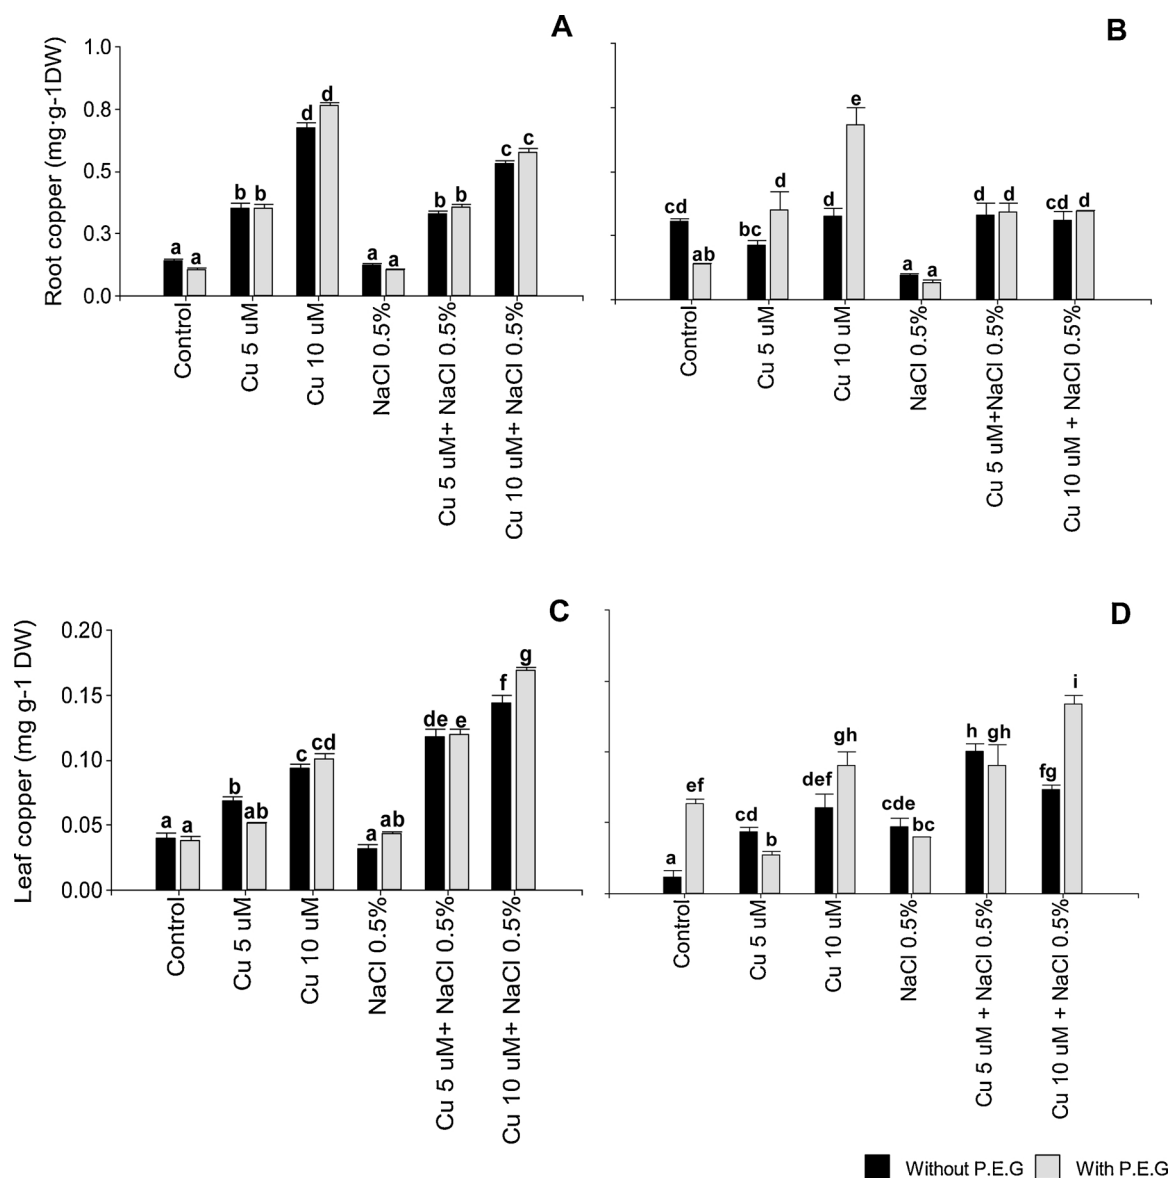 A
B
Root copper (mg·g-1DW)
1.0
0.8
0.5
0.3
0.0
a
a
b
b
d
d
a
a
b
b
c
c
cd
ab
bc
d
d
e
a
a
d
d
cd
d
Control
Cu 5 uM
Cu 10 uM
NaCl 0.5%
Cu 5 uM+ NaCl 0.5%
Cu 10 uM+ NaCl 0.5%
Control
Cu 5 uM
Cu 10 uM
NaCl 0.5%
Cu 5 uM+NaCl 0.5%
Cu 10 uM + NaCl 0.5%
C
D
Leaf copper (mg g-1 DW)
0.20
0.15
0.10
0.05
0.00
a
a
b
ab
c
cd
a
ab
de
e
f
g
a
ef
cd
b
def
gh
cde
bc
h
gh
fg
i
Control
Cu 5 uM
Cu 10 uM
NaCl 0.5%
Cu 5 uM+ NaCl 0.5%
Cu 10 uM+ NaCl 0.5%
Control
Cu 5 uM
Cu 10 uM
NaCl 0.5%
Cu 5 uM + NaCl 0.5%
Cu 10 uM + NaCl 0.5%
Without P.E.G
With P.E.G